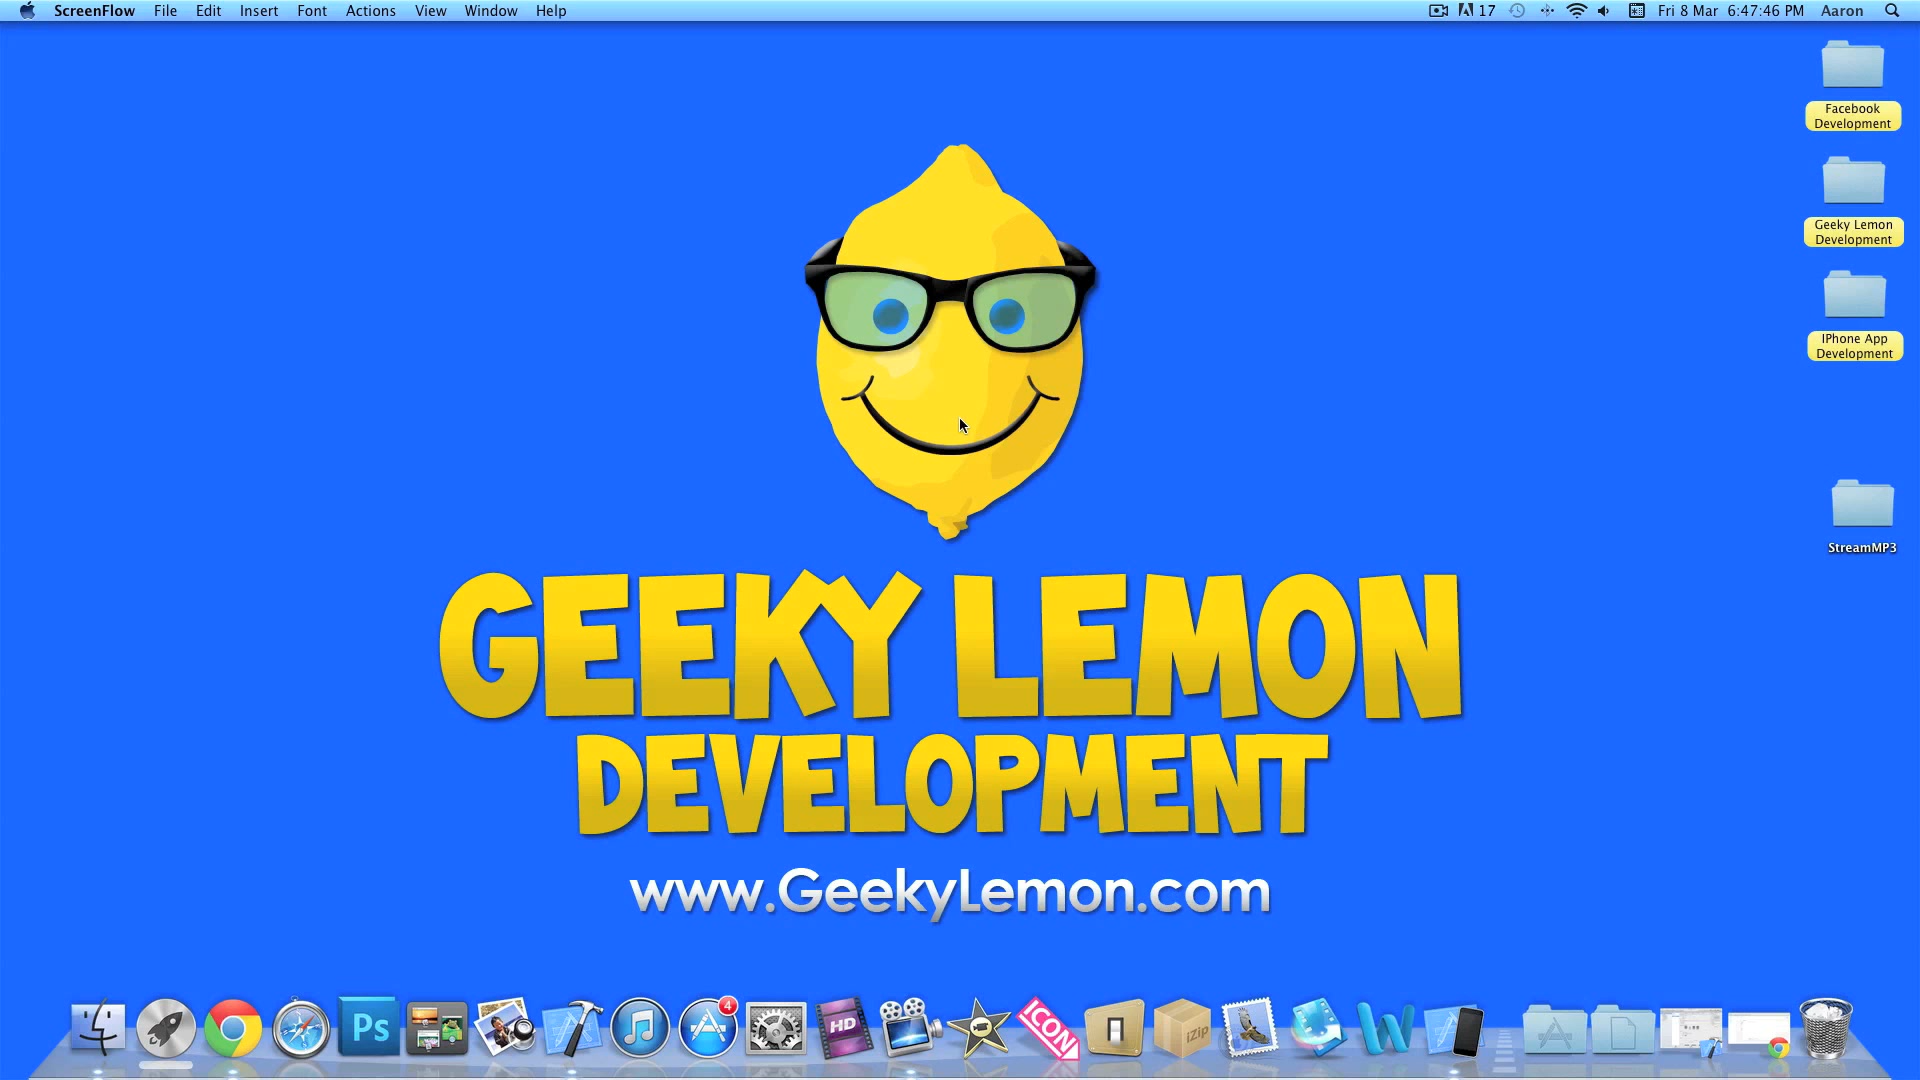 ScreenFlow File Edit Insert Font Actions View Window Help 17 Fri 8 Mar 6:47:46 PM Aaron
Facebook
Development
Geeky Lemon
Development
IPhone App
Development
StreamMP3
GEEKY LEMON
DEVELOPMENT
www.GeekyLemon.com
4
Ps
HD
ICON
iZip
W